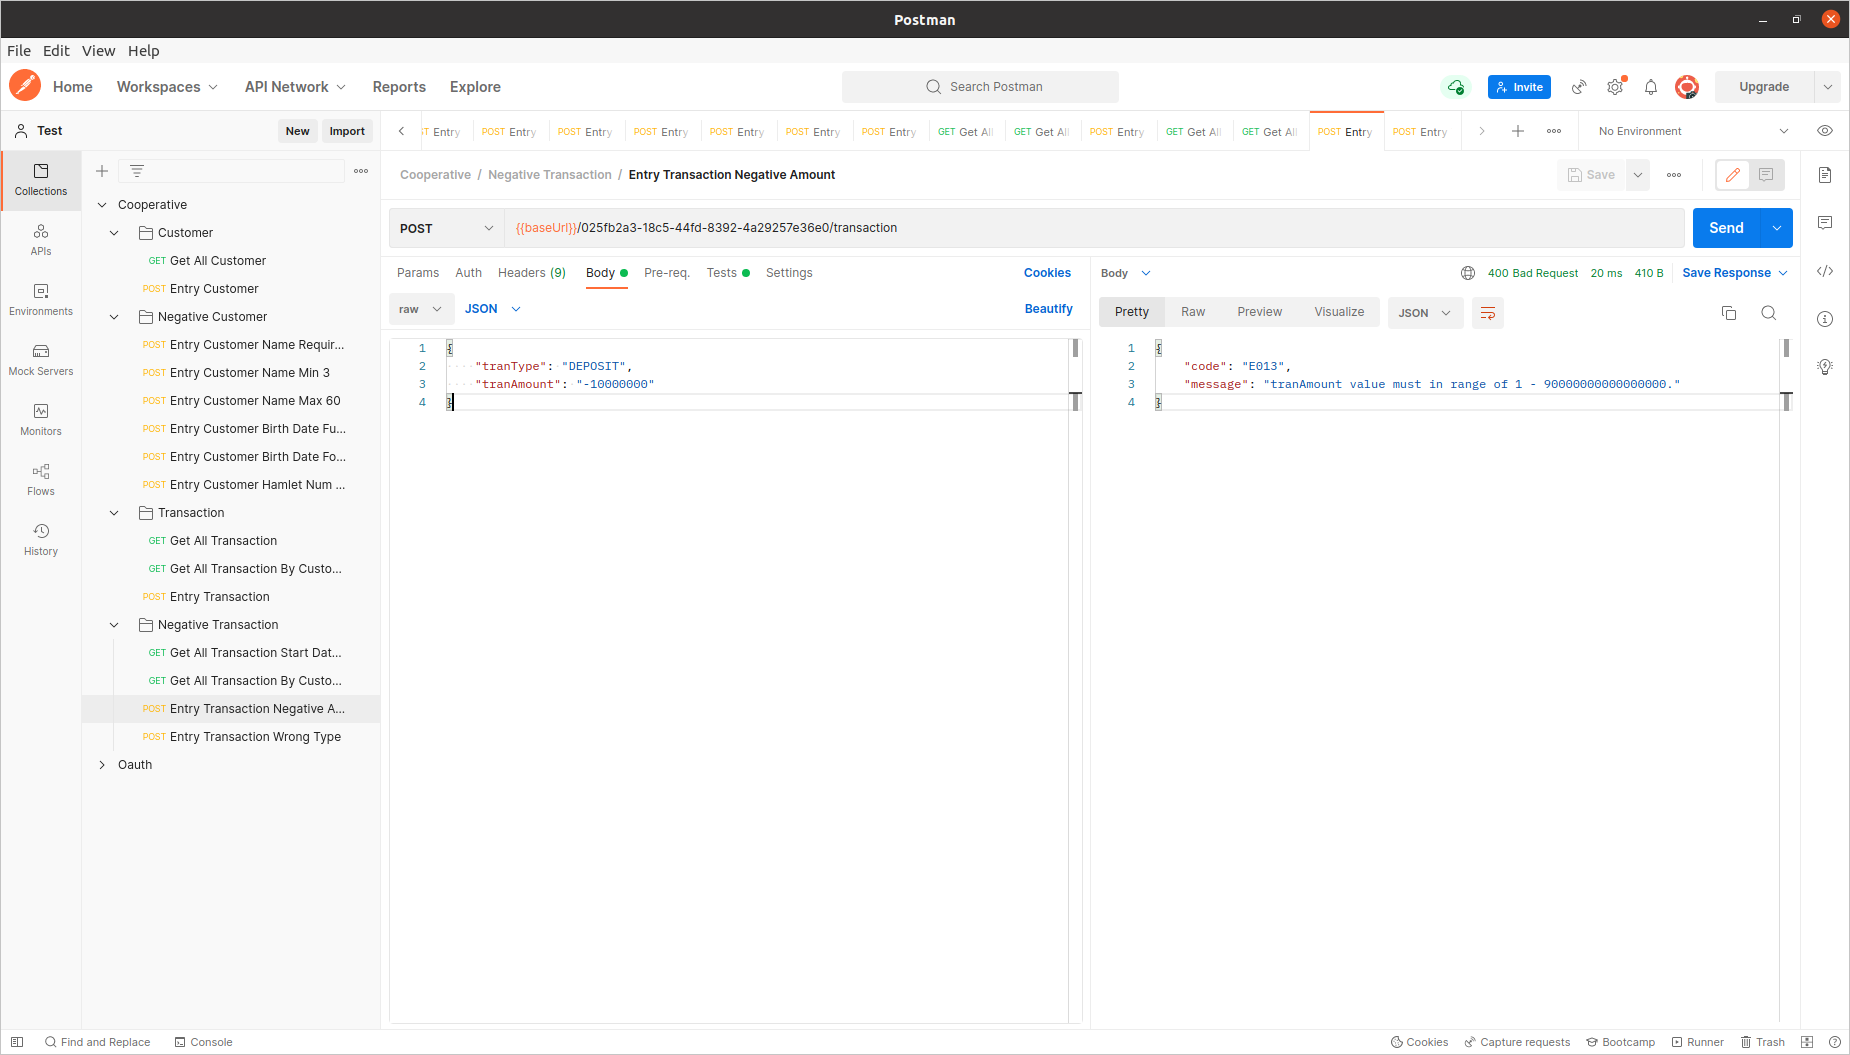 Postman
File Edit View Help
Home Workspaces API Network Reports Explore Search Postman Invite Upgrade
Test New Import
POST Entry POST Entry POST Entry POST Entry POST Entry POST Entry GET Get All GET Get All POST Entry GET Get All GET Get All POST Entry POST Entry No Environment
Collections
APIs
Environments
Mock Servers
Monitors
Flows
History
Cooperative
Customer
GET Get All Customer
POST Entry Customer
Negative Customer
POST Entry Customer Name Requir...
POST Entry Customer Name Min 3
POST Entry Customer Name Max 60
POST Entry Customer Birth Date Fu...
POST Entry Customer Birth Date Fo...
POST Entry Customer Hamlet Num ...
Transaction
GET Get All Transaction
GET Get All Transaction By Custo...
POST Entry Transaction
Negative Transaction
GET Get All Transaction Start Dat...
GET Get All Transaction By Custo...
POST Entry Transaction Negative A...
POST Entry Transaction Wrong Type
Oauth
Cooperative / Negative Transaction / Entry Transaction Negative Amount Save
POST {{baseUrl}}/025fb2a3-18c5-44fd-8392-4a29257e36e0/transaction Send
Params Auth Headers (9) Body Pre-req. Tests Settings Cookies
raw JSON Beautify
1 {
2 "tranType": "DEPOSIT",
3 "tranAmount": "-10000000"
4 }
Body 400 Bad Request 20 ms 410 B Save Response
Pretty Raw Preview Visualize JSON
1 {
2 "code": "E013",
3 "message": "tranAmount value must in range of 1 - 90000000000000000."
4 }
Find and Replace Console Cookies Capture requests Bootcamp Runner Trash